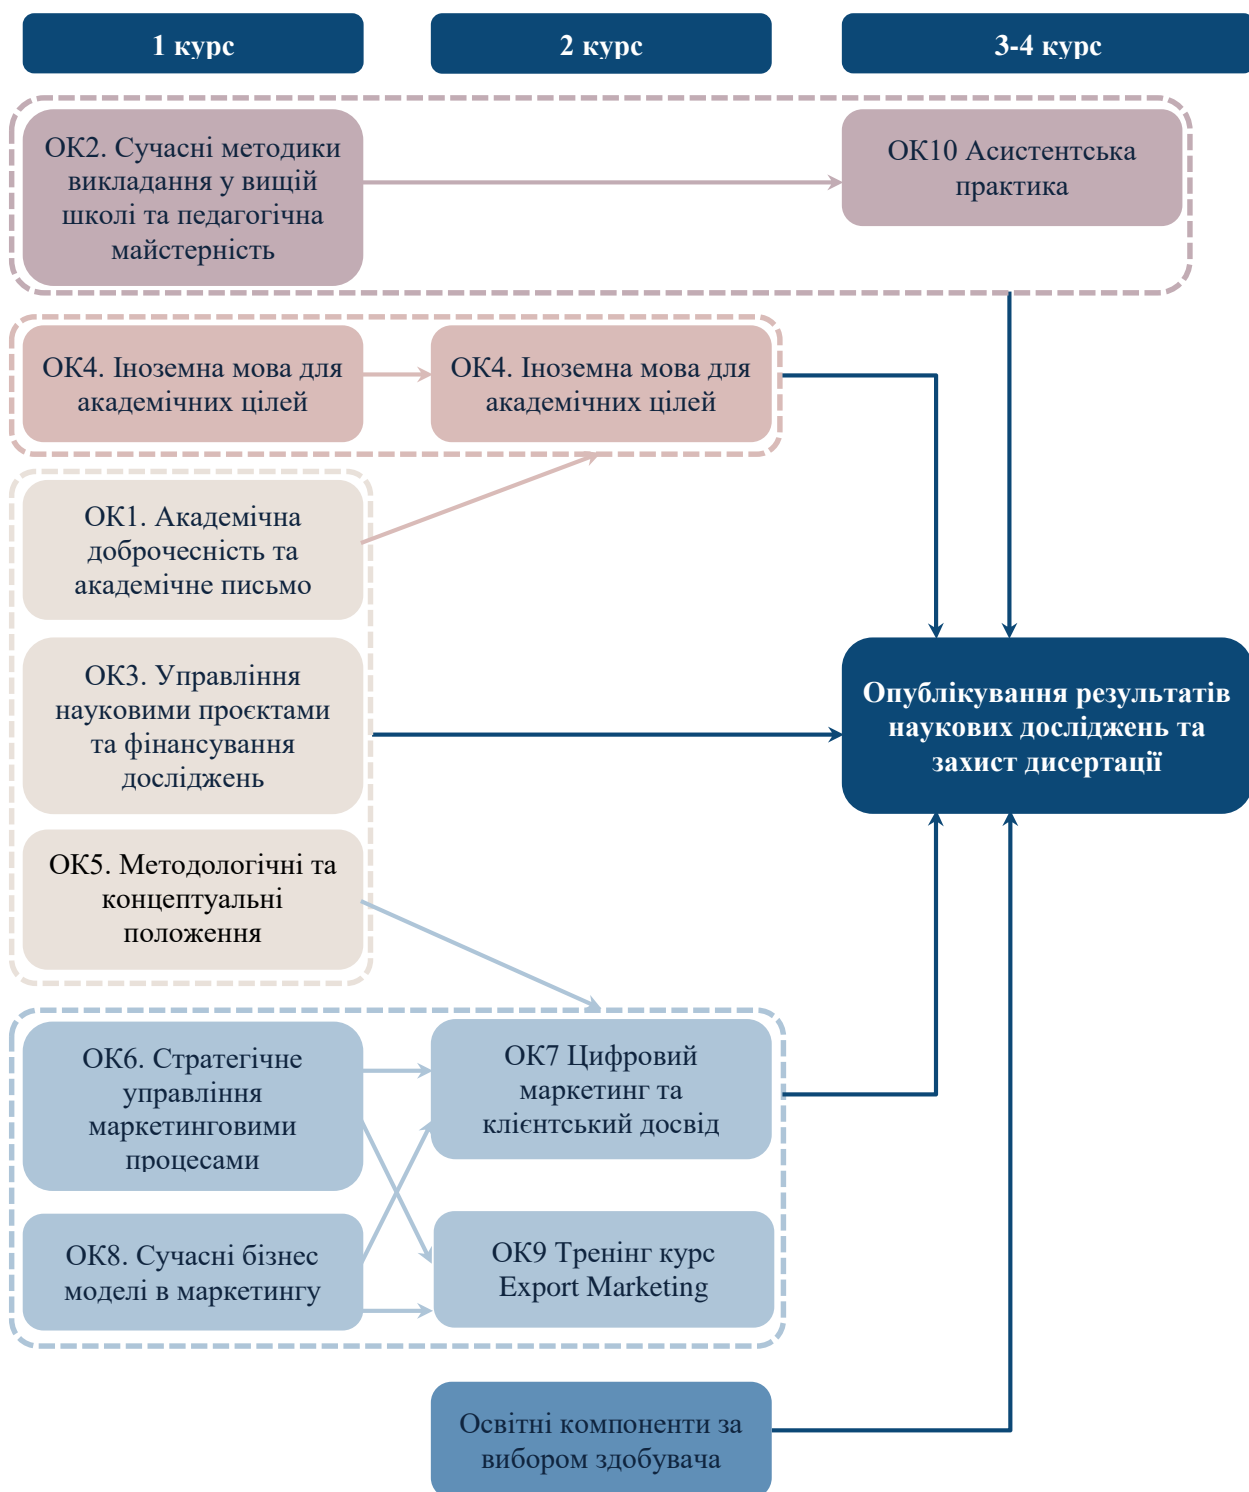 1 курс
2 курс
3-4 курс
ОК2. Сучасні методики
викладання у вищій
школі та педагогічна
майстерність
ОК10 Асистентська
практика
ОК4. Іноземна мова для
академічних цілей
ОК4. Іноземна мова для
академічних цілей
ОК1. Академічна
доброчесність та
академічне письмо
ОК3. Управління
науковими проєктами
та фінансування
досліджень
Опублікування результатів
наукових досліджень та
захист дисертації
ОК5. Методологічні та
концептуальні
положення
ОК6. Стратегічне
управління
маркетинговими
процесами
ОК7 Цифровий
маркетинг та
клієнтський досвід
ОК8. Сучасні бізнес
моделі в маркетингу
ОК9 Тренінг курс
Export Marketing
Освітні компоненти за
вибором здобувача